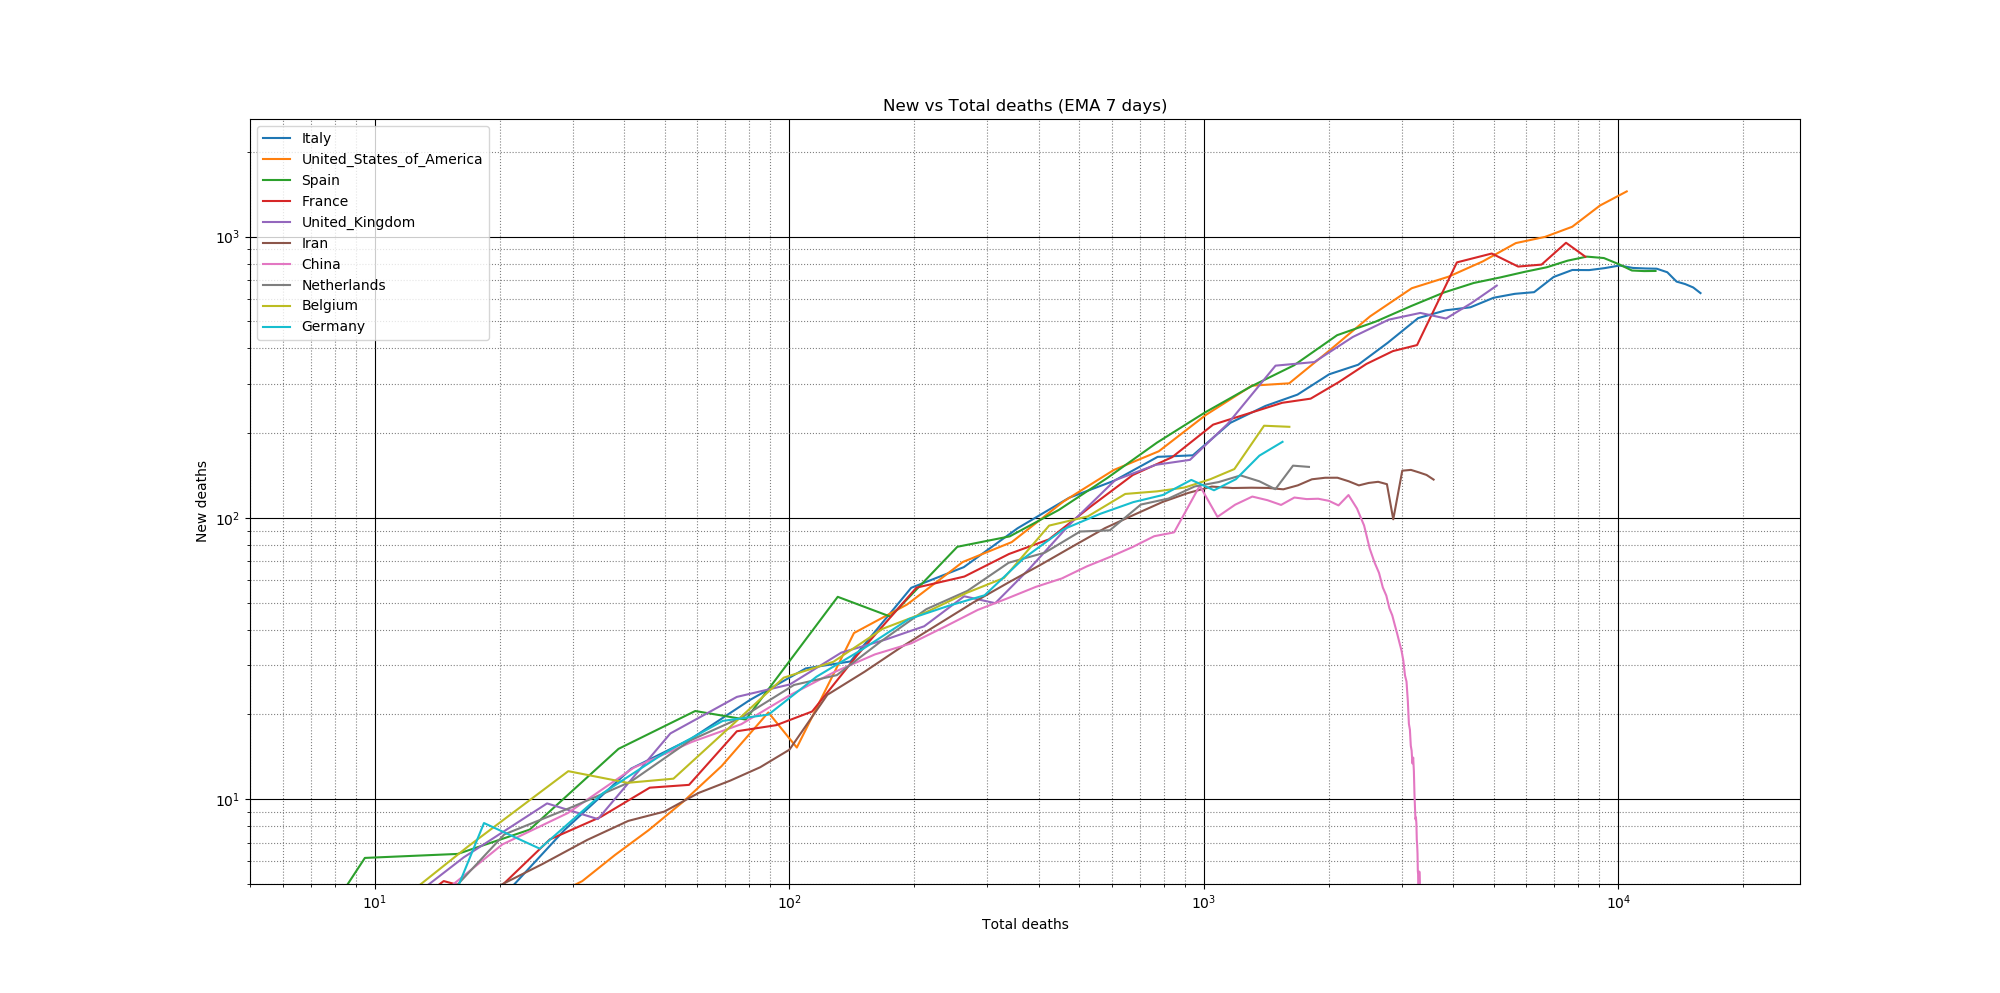 New vs Total deaths (EMA 7 days)
Italy
United_States_of_America
Spain
France
United_Kingdom
Iran
China
Netherlands
Belgium
Germany
New deaths
10³
10²
10¹
10¹ 10² 10³ 10⁴
Total deaths